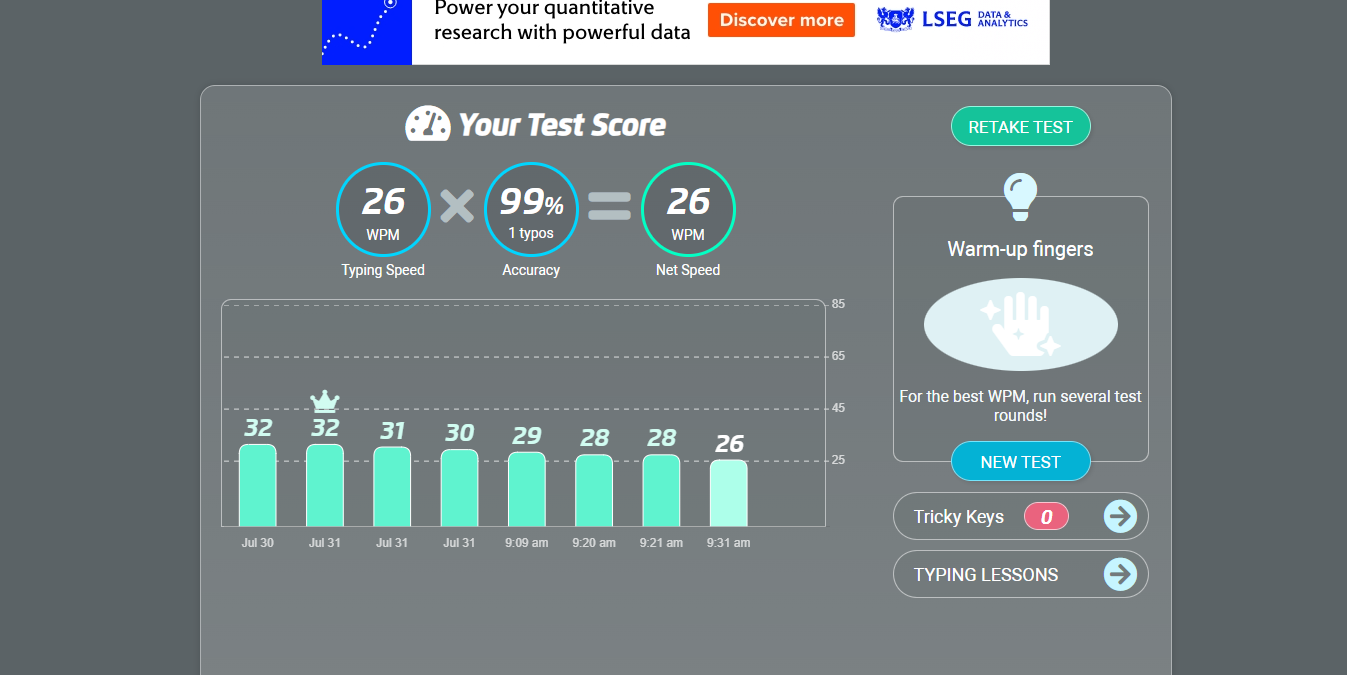 Power your quantitative
research with powerful data
Discover more
LSEG DATA &
ANALYTICS
Your Test Score
RETAKE TEST
26
WPM
Typing Speed
99%
1 typos
Accuracy
26
WPM
Net Speed
Warm-up fingers
For the best WPM, run several test
rounds!
NEW TEST
Tricky Keys 0
TYPING LESSONS
85
65
45
25
32 32 31 30 29 28 28 26
Jul 30 Jul 31 Jul 31 Jul 31 9:09 am 9:20 am 9:21 am 9:31 am